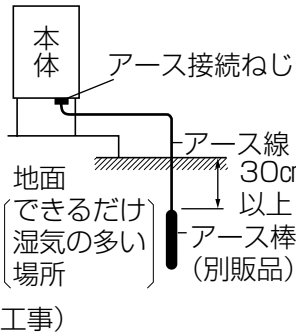 本
体
アース接続ねじ
アース線
30cm
以上
地面
できるだけ
湿気の多い
場所
アース棒
（別販品）
工事）